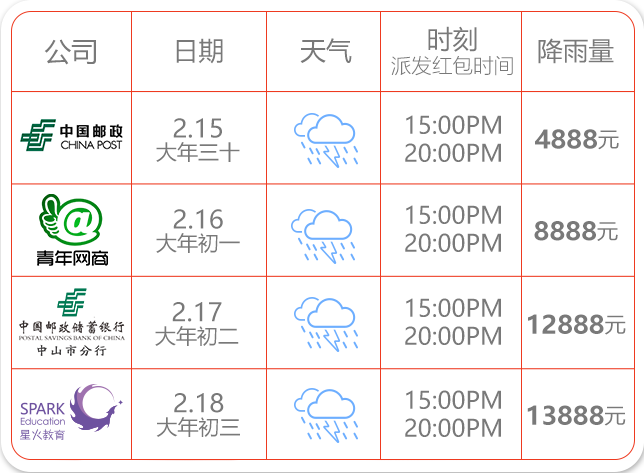 公司
日期
天气
时刻
派发红包时间
降雨量
中国邮政
CHINA POST
2.15
大年三十
15:00PM
20:00PM
4888元
青年网商
2.16
大年初一
15:00PM
20:00PM
8888元
中国邮政储蓄银行
POSTAL SAVINGS BANK OF CHINA
中山市分行
2.17
大年初二
15:00PM
20:00PM
12888元
SPARK
Education
星火教育
2.18
大年初三
15:00PM
20:00PM
13888元